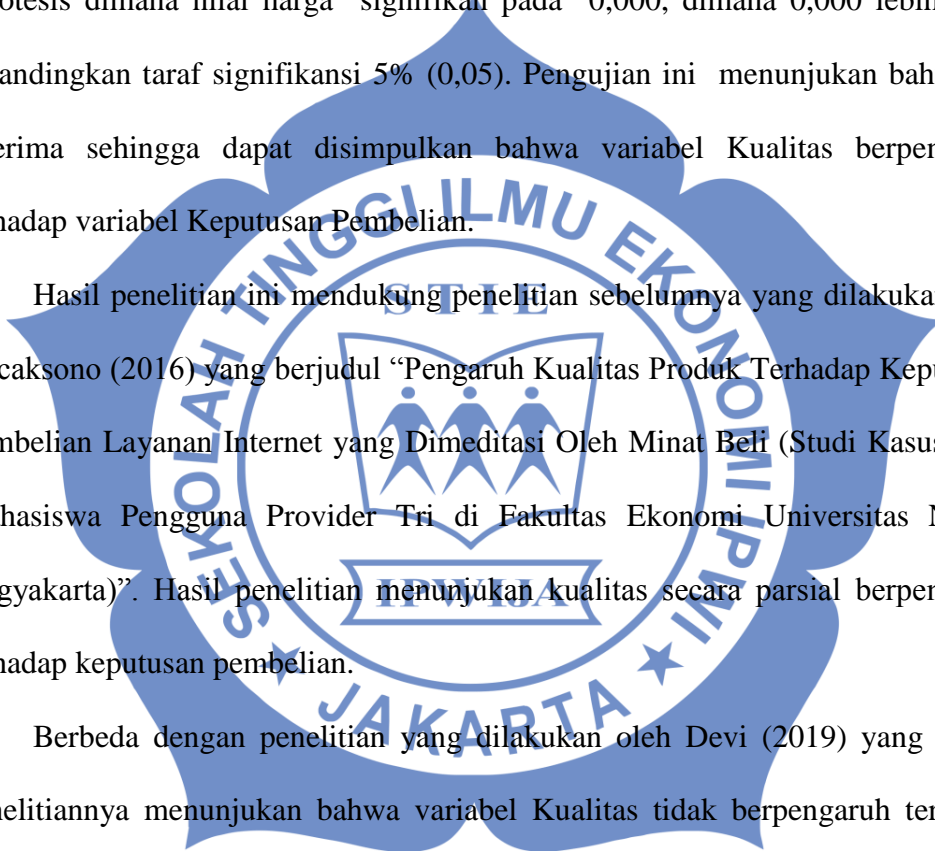 otesis dimana nilai harga signifikan pada 0,000, dimana 0,000 lebih
andingkan taraf signifikansi 5% (0,05). Pengujian ini menunjukan bah
erima sehingga dapat disimpulkan bahwa variabel Kualitas berpen
hadap variabel Keputusan Pembelian.
Hasil penelitian ini mendukung penelitian sebelumnya yang dilakukan
caksono (2016) yang berjudul “Pengaruh Kualitas Produk Terhadap Kepu
mbelian Layanan Internet yang Dimeditasi Oleh Minat Beli (Studi Kasus
hasiswa Pengguna Provider Tri di Fakultas Ekonomi Universitas N
gyakarta)”. Hasil penelitian menunjukan kualitas secara parsial berpen
hadap keputusan pembelian.
Berbeda dengan penelitian yang dilakukan oleh Devi (2019) yang
nelitiannya menunjukan bahwa variabel Kualitas tidak berpengaruh ter
SEKOLAH TINGGI ILMU EKONOMI IPWI
STIE
IPWIJA
★ JAKARTA ★